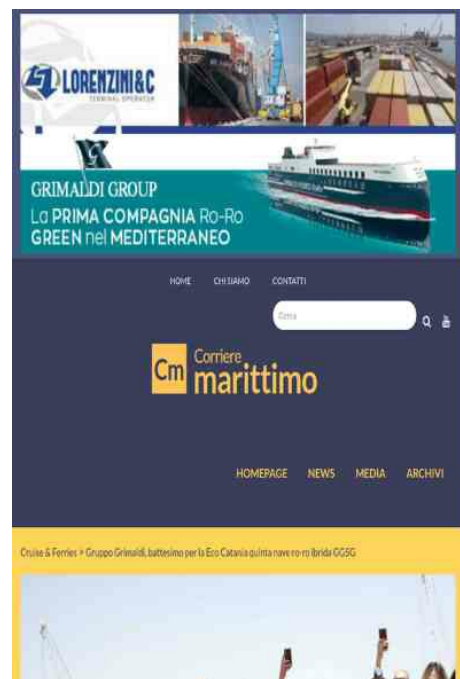 LORENZINI&C
TERMINAL OPERATOR
GRIMALDI GROUP
La PRIMA COMPAGNIA Ro-Ro
GREEN nel MEDITERRANEO
HOME CHI SIAMO CONTATTI
Cerca
Cm Corriere
marittimo
HOMEPAGE NEWS MEDIA ARCHIVI
Cruise & Ferries > Gruppo Grimaldi, battesimo per la Eco Catania quinta nave ro-ro ibrida GG5G